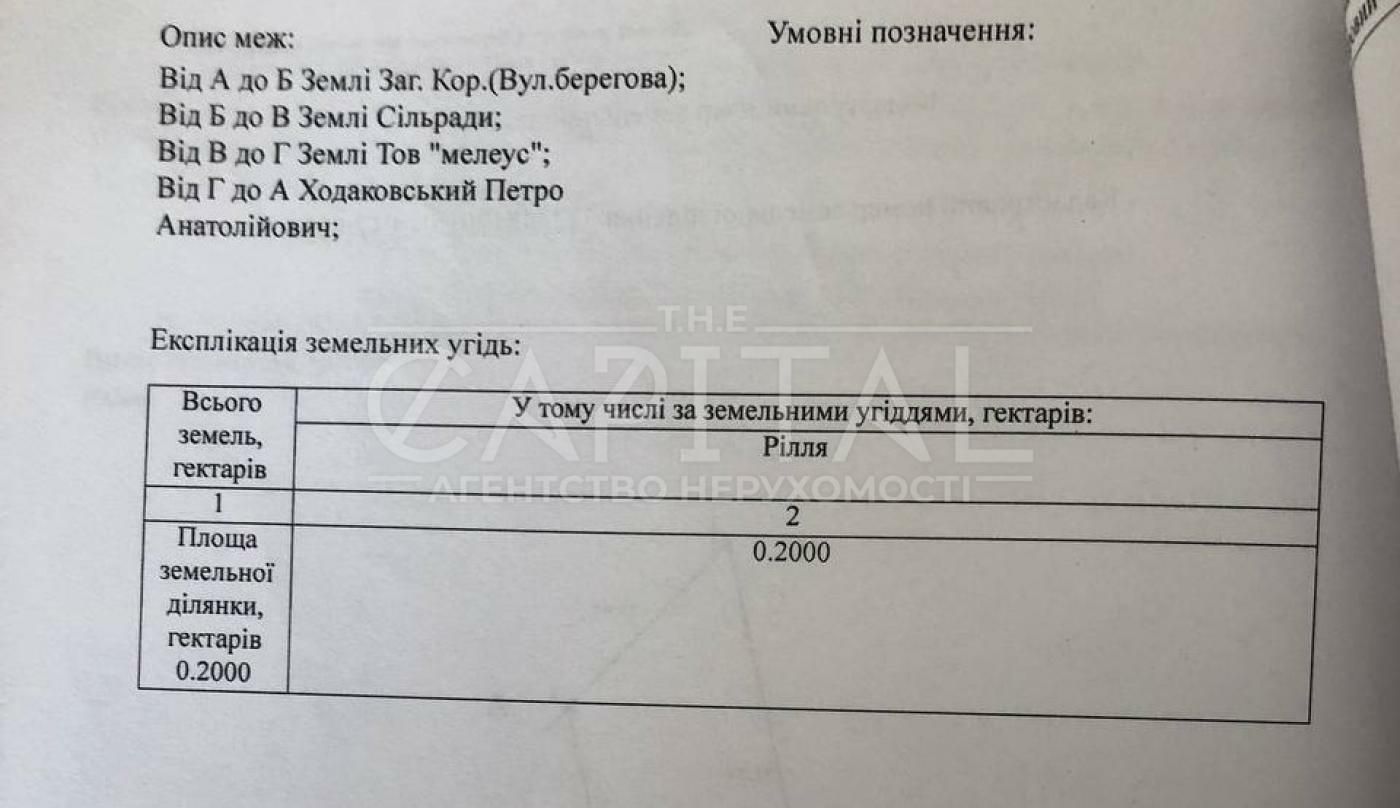 Опис меж:
Умовні позначення:
Від А до Б Землі Заг. Кор.(Вул.берегова);
Від Б до В Землі Сільради;
Від В до Г Землі Тов "мелеус";
Від Г до А Ходаковський Петро
Анатолійович;
T.H.E
CAPITAL
АГЕНТСТВО НЕРУХОМОСТІ
Експлікація земельних угідь:
Всього
земель,
гектарів
У тому числі за земельними угіддями, гектарів:
Рілля
1
2
Площа
земельної
ділянки,
гектарів
0.2000
0.2000